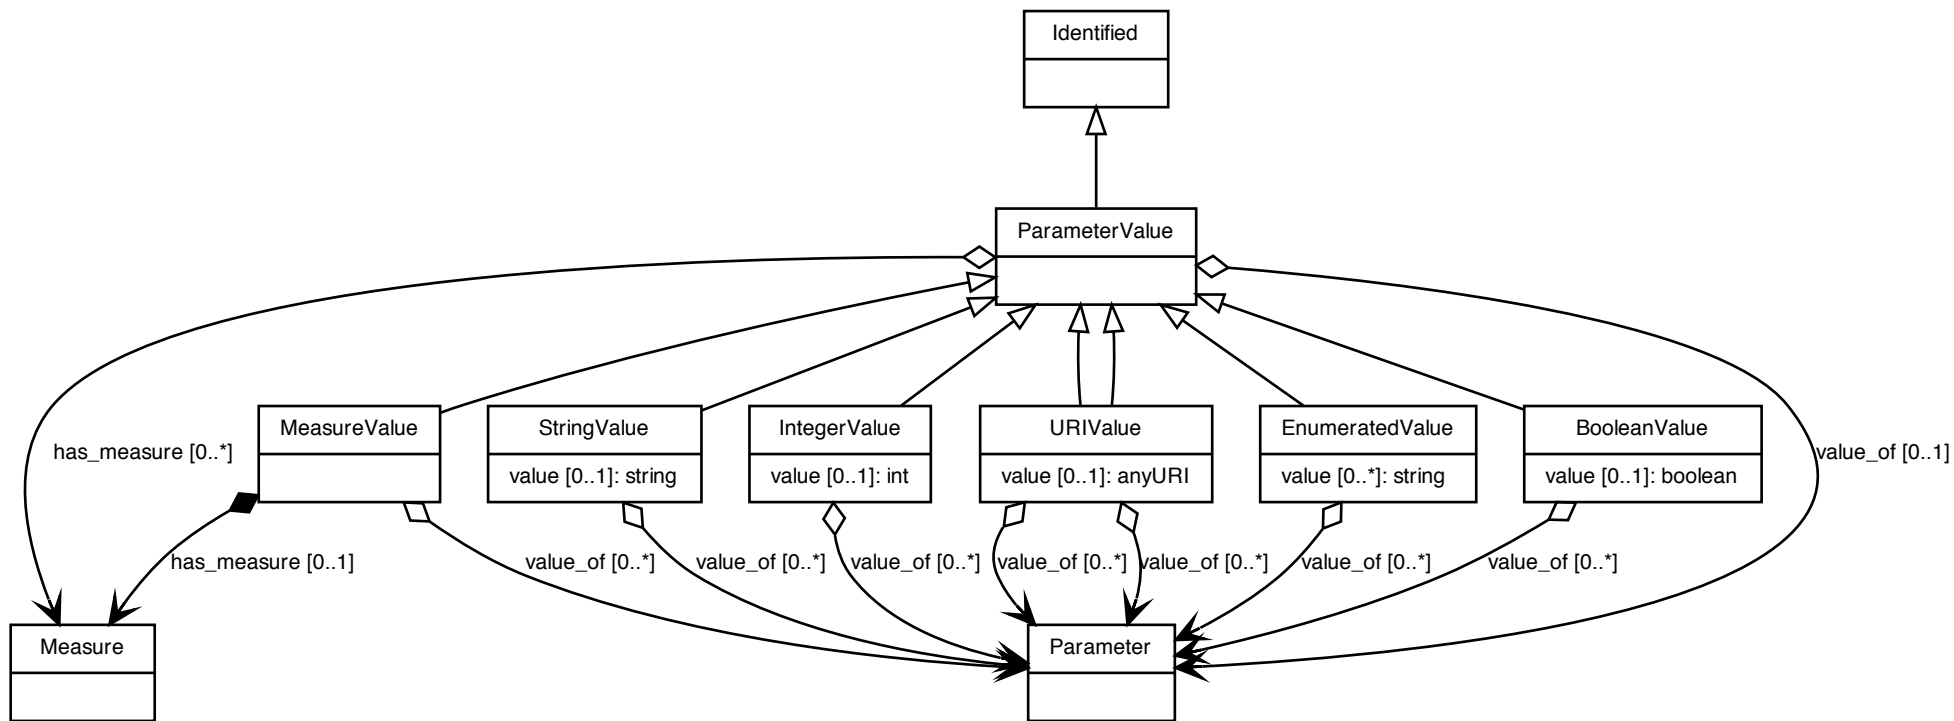 Identified
ParameterValue
MeasureValue
StringValue
value [0..1]: string
IntegerValue
value [0..1]: int
URIValue
value [0..1]: anyURI
EnumeratedValue
value [0..*]: string
BooleanValue
value [0..1]: boolean
has_measure [0..*]
value_of [0..1]
has_measure [0..1]
value_of [0..*]
value_of [0..*]
value_of [0..*]
value_of [0..*]
value_of [0..*]
value_of [0..*]
value_of [0..*]
Measure
Parameter